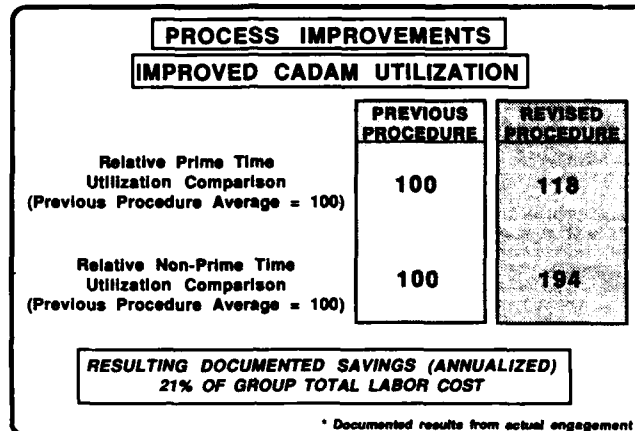 PROCESS IMPROVEMENTS
IMPROVED CADAM UTILIZATION
PREVIOUS PROCEDURE
REVISED PROCEDURE
Relative Prime Time
Utilization Comparison
(Previous Procedure Average = 100)
100
118
Relative Non-Prime Time
Utilization Comparison
(Previous Procedure Average = 100)
100
194
RESULTING DOCUMENTED SAVINGS (ANNUALIZED)
21% OF GROUP TOTAL LABOR COST
* Documented results from actual engagement